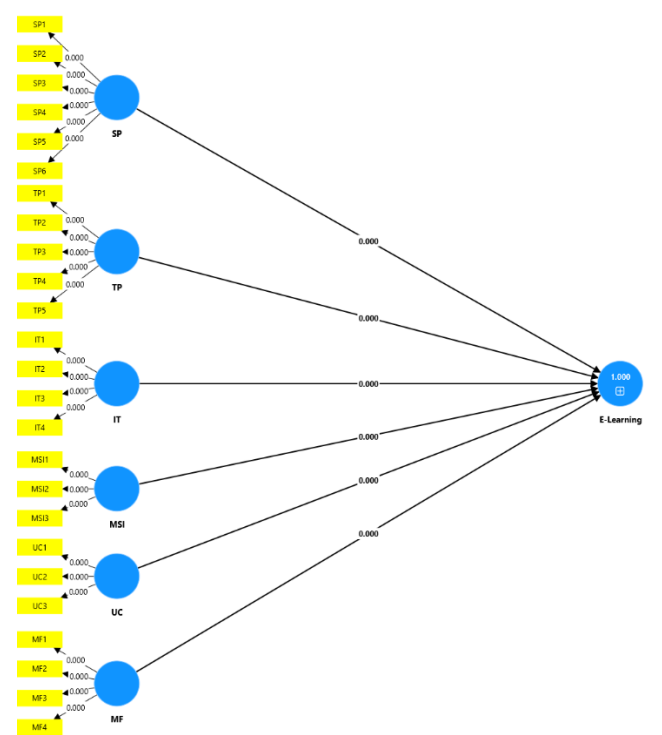 SP1
SP2
SP3
SP4
SP5
SP6
0.000
0.000
0.000
0.000
0.000
0.000
SP
TP1
TP2
TP3
TP4
TP5
0.000
0.000
0.000
0.000
0.000
TP
IT1
IT2
IT3
IT4
0.000
0.000
0.000
0.000
IT
MSI1
MSI2
MSI3
0.000
0.000
0.000
MSI
UC1
UC2
UC3
0.000
0.000
0.000
UC
MF1
MF2
MF3
MF4
0.000
0.000
0.000
0.000
MF
0.000
0.000
0.000
0.000
0.000
1.000
E-Learning